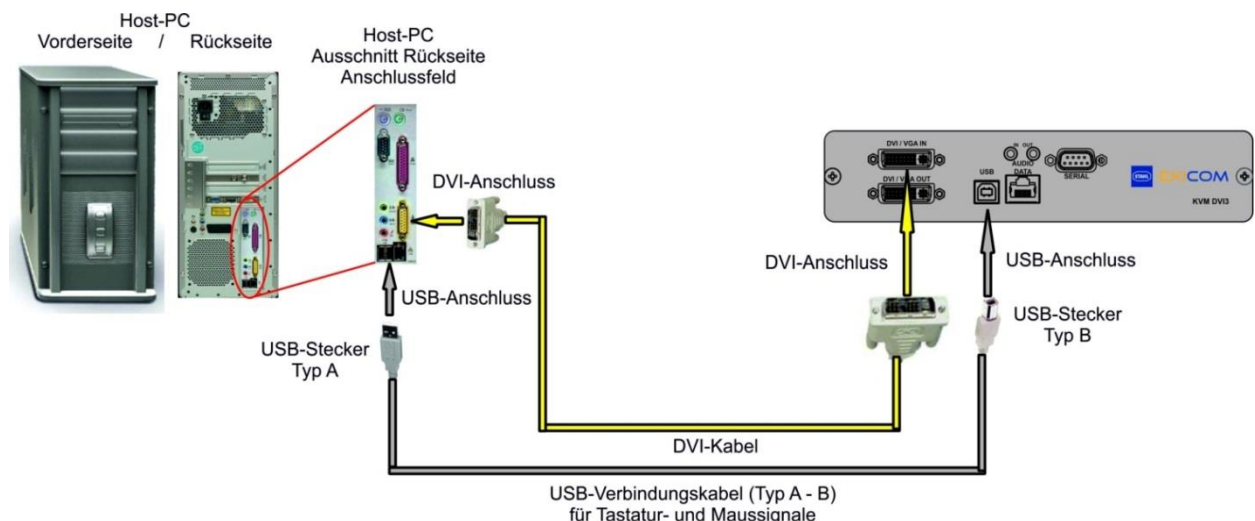 Host-PC
Vorderseite / Rückseite
Host-PC
Ausschnitt Rückseite
Anschlussfeld
DVI-Anschluss
USB-Anschluss
USB-Stecker
Typ A
DVI / VGA IN
DVI / VGA OUT
USB
IN OUT
AUDIO
DATA
SERIAL
STAHL
EXICOM
KVM DVI3
DVI-Anschluss
USB-Anschluss
USB-Stecker
Typ B
DVI-Kabel
USB-Verbindungskabel (Typ A - B)
für Tastatur- und Maussignale